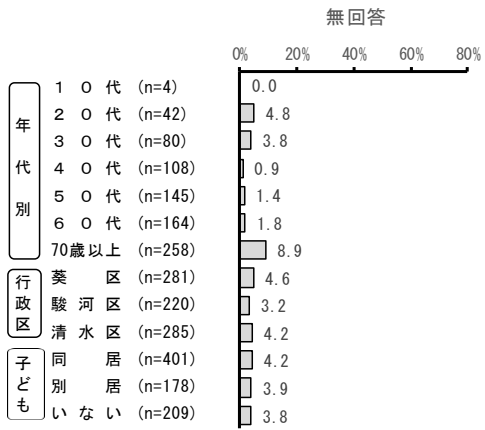 無回答
0% 20% 40% 60% 80%
年代別
１０代 (n=4) 0.0
２０代 (n=42) 4.8
３０代 (n=80) 3.8
４０代 (n=108) 0.9
５０代 (n=145) 1.4
６０代 (n=164) 1.8
70歳以上 (n=258) 8.9
行政区
葵区 (n=281) 4.6
駿河区 (n=220) 3.2
清水区 (n=285) 4.2
子ども
同居 (n=401) 4.2
別居 (n=178) 3.9
いない (n=209) 3.8